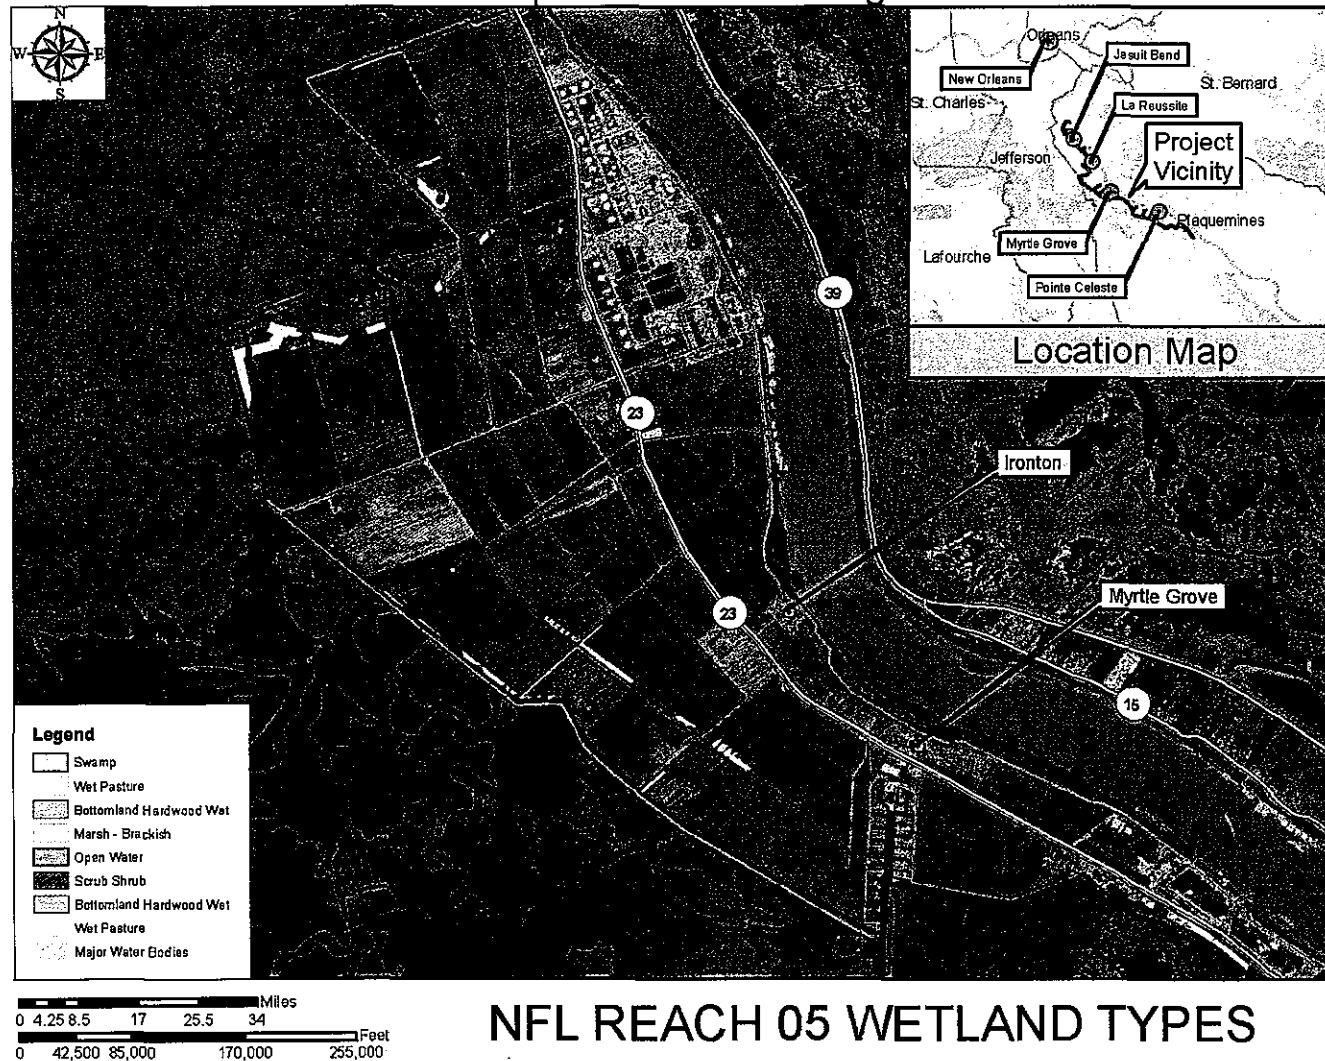 N
W E
S
Orleans
Jesuit Bend
New Orleans
St. Bernard
St. Charles
La Reussite
Project
Vicinity
Jefferson
Plaquemines
Myrtle Grove
Lafourche
Pointe Celeste
Location Map
39
23
Ironton
Myrtle Grove
23
15
Legend
Swamp
Wet Pasture
Bottomland Hardwood Wet
Marsh - Brackish
Open Water
Scrub Shrub
Bottomland Hardwood Wet
Wet Pasture
Major Water Bodies
Miles
0 4.25 8.5 17 25.5 34
Feet
0 42,500 85,000 170,000 255,000
NFL REACH 05 WETLAND TYPES